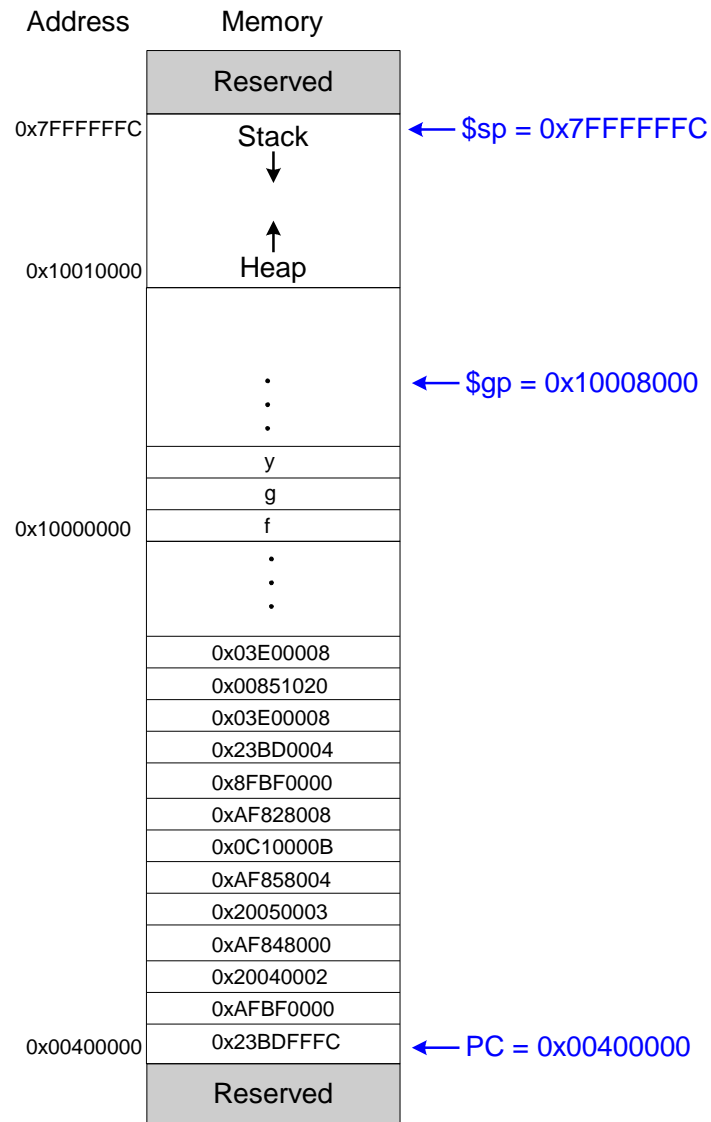 Address Memory
Reserved
0x7FFFFFFC Stack $sp = 0x7FFFFFFC
0x10010000 Heap
$gp = 0x10008000
y
g
0x10000000 f
0x03E00008
0x00851020
0x03E00008
0x23BD0004
0x8FBF0000
0xAF828008
0x0C10000B
0xAF858004
0x20050003
0xAF848000
0x20040002
0xAFBF0000
0x00400000 0x23BDFFFC PC = 0x00400000
Reserved